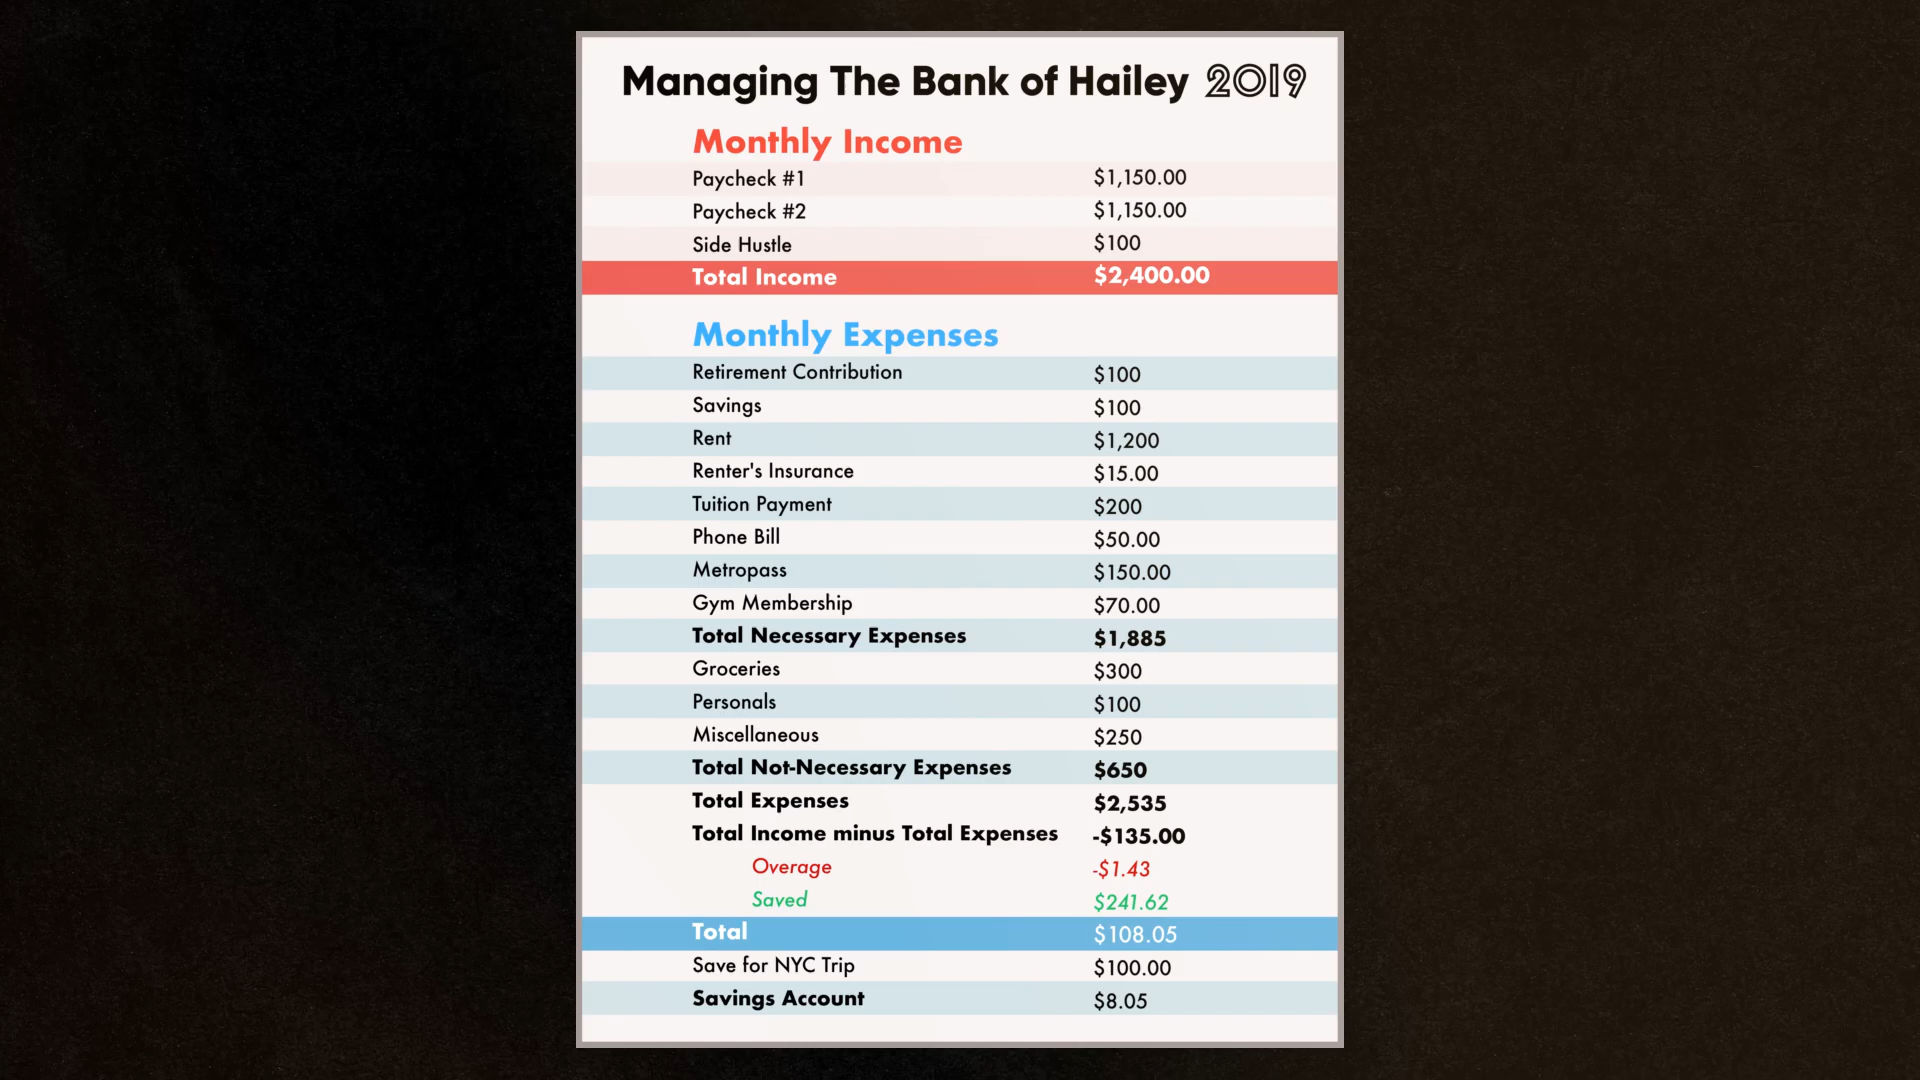 Managing The Bank of Hailey 2019
Monthly Income
Paycheck #1 $1,150.00
Paycheck #2 $1,150.00
Side Hustle $100
Total Income $2,400.00
Monthly Expenses
Retirement Contribution $100
Savings $100
Rent $1,200
Renter's Insurance $15.00
Tuition Payment $200
Phone Bill $50.00
Metropass $150.00
Gym Membership $70.00
Total Necessary Expenses $1,885
Groceries $300
Personals $100
Miscellaneous $250
Total Not-Necessary Expenses $650
Total Expenses $2,535
Total Income minus Total Expenses -$135.00
Overage -$1.43
Saved $241.62
Total $108.05
Save for NYC Trip $100.00
Savings Account $8.05